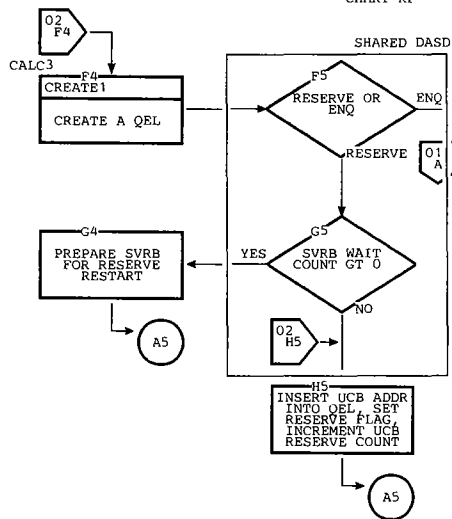 CHART KF
02
F4
SHARED DASD
CALC3
F4
CREATE1
CREATE A QEL
F5
RESERVE OR
ENQ
ENQ
RESERVE
01
A
G4
PREPARE SVRB
FOR RESERVE
RESTART
YES
G5
SVRB WAIT
COUNT GT 0
NO
A5
02
H5
H5
INSERT UCB ADDR
INTO QEL, SET
RESERVE FLAG,
INCREMENT UCB
RESERVE COUNT
A5